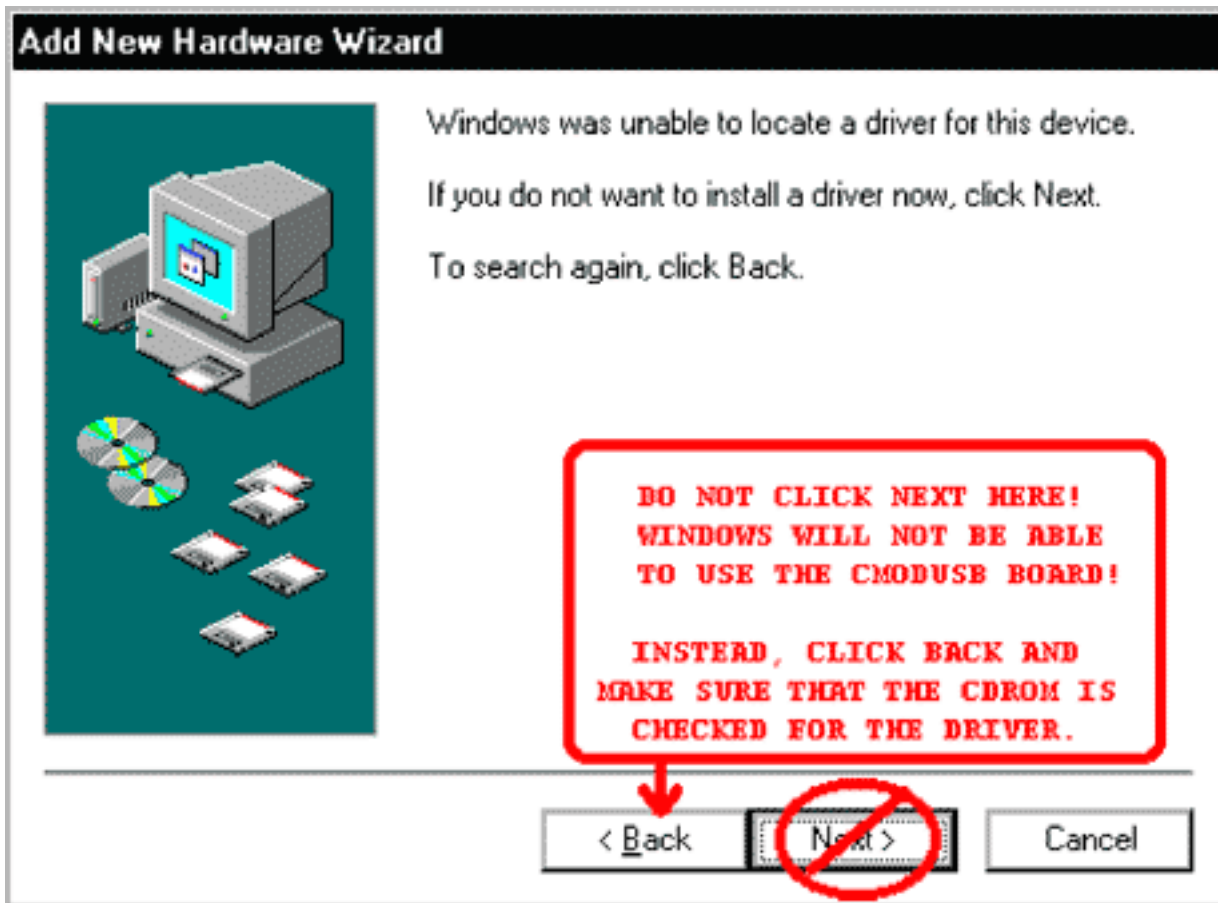 Add New Hardware Wizard
Windows was unable to locate a driver for this device.
If you do not want to install a driver now, click Next.
To search again, click Back.
DO NOT CLICK NEXT HERE!
WINDOWS WILL NOT BE ABLE
TO USE THE CMODUSB BOARD!
INSTEAD, CLICK BACK AND
MAKE SURE THAT THE CDROM IS
CHECKED FOR THE DRIVER.
< Back Next > Cancel